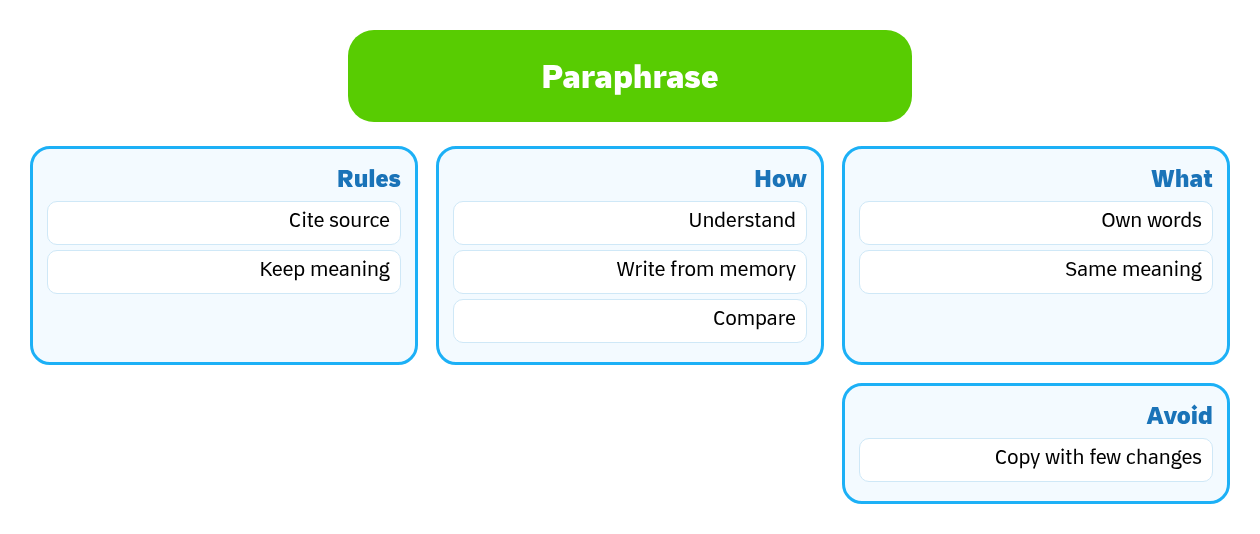 Paraphrase
What
Own words
Same meaning
How
Understand
Write from memory
Compare
Rules
Cite source
Keep meaning
Avoid
Copy with few changes